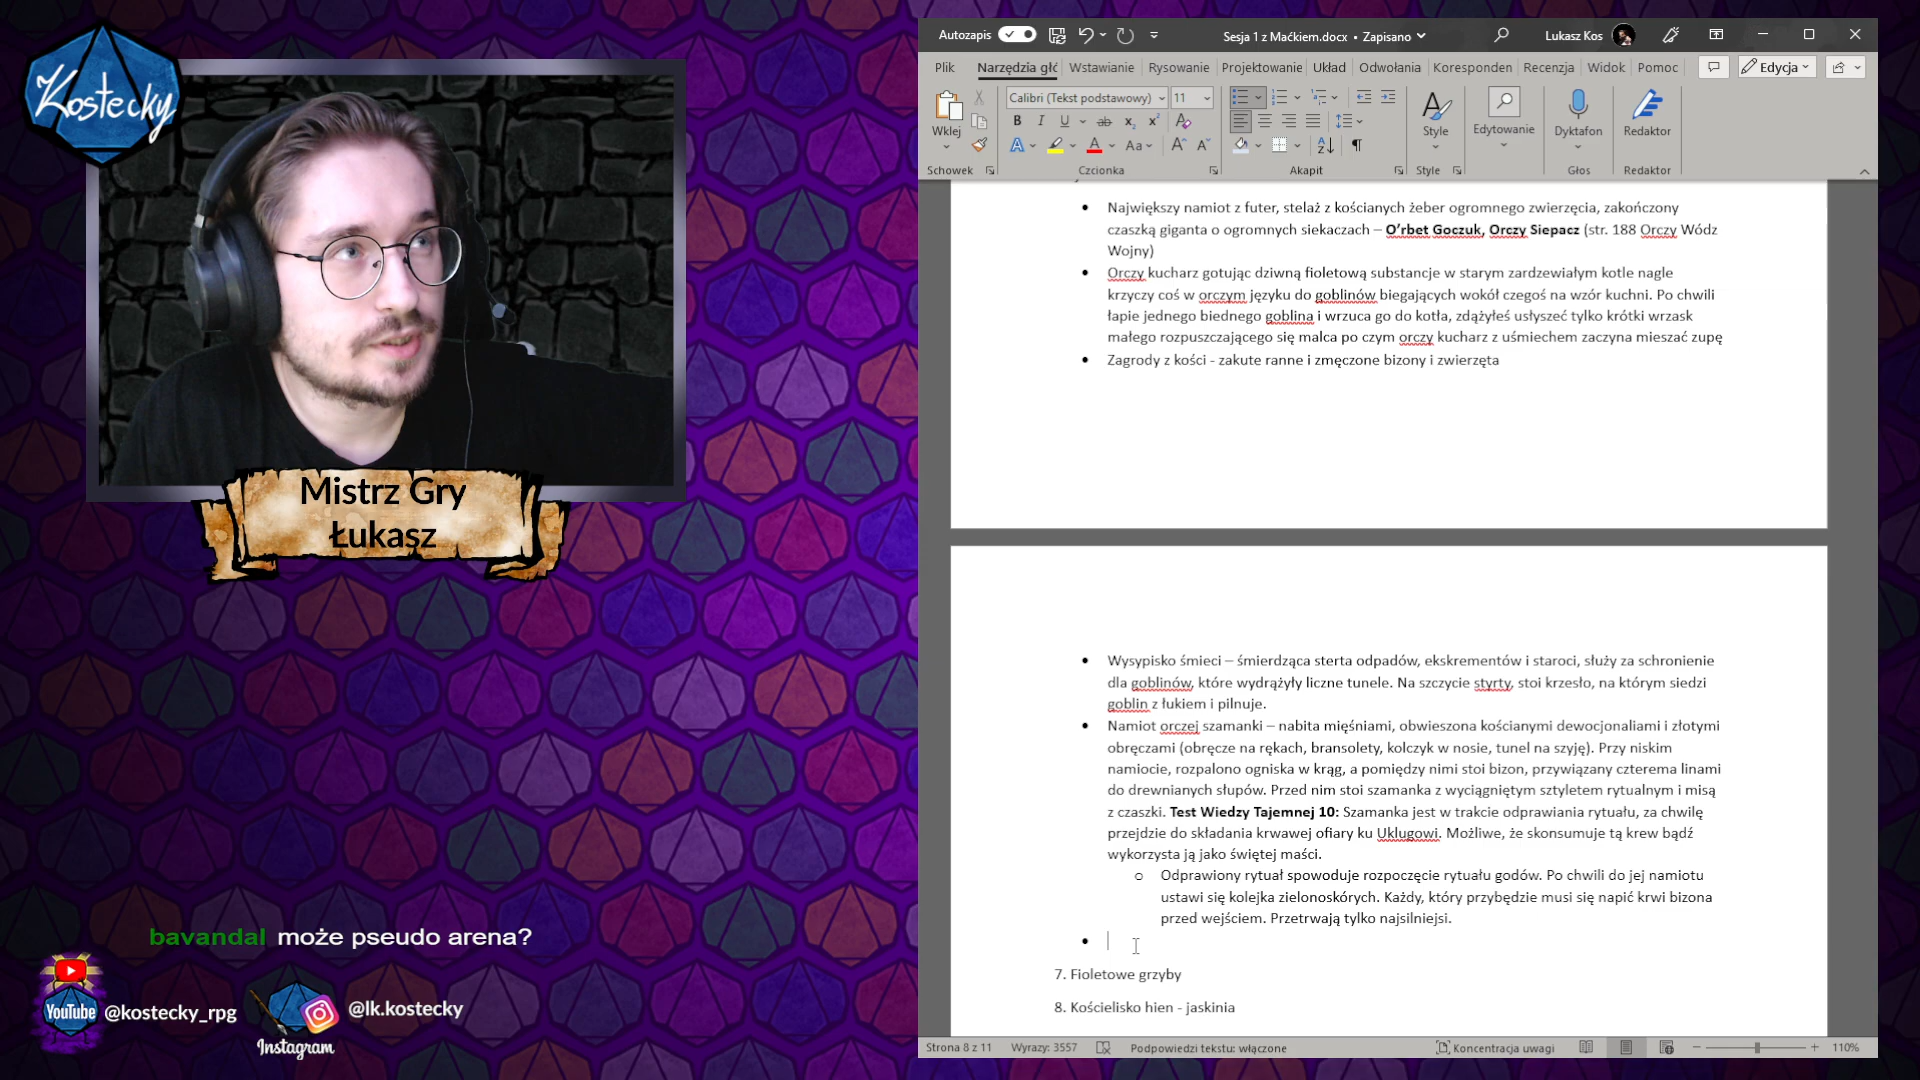 Kostecky
Mistrz Gry
Łukasz
bavandal może pseudo arena?
YouTube @kostecky_rpg
Instagram @lk.kostecky
Autozapis
Sesja 1 z Maćkiem.docx • Zapisano
Lukasz Kos
Plik Narzędzia głó Wstawianie Rysowanie Projektowanie Układ Odwołania Koresponden Recenzja Widok Pomoc Edycja
Wklej
Calibri (Tekst podstawowy) 11
Style Edytowanie Dyktafon Redaktor
Schowek Czcionka Akapit Style Głos Redaktor
• Największy namiot z futer, stelaż z kościanych żeber ogromnego zwierzęcia, zakończony
czaszką giganta o ogromnych siekaczach – O’rbet Goczuk, Orczy Siepacz (str. 188 Orczy Wódz
Wojny)
• Orczy kucharz gotując dziwną fioletową substancje w starym zardzewiałym kotle nagle
krzyczy coś w orczym języku do goblinów biegających wokół czegoś na wzór kuchni. Po chwili
łapie jednego biednego goblina i wrzuca go do kotła, zdążyłeś usłyszeć tylko krótki wrzask
małego rozpuszczającego się malca po czym orczy kucharz z uśmiechem zaczyna mieszać zupę
• Zagrody z kości - zakute ranne i zmęczone bizony i zwierzęta
• Wysypisko śmieci – śmierdząca sterta odpadów, ekskrementów i staroci, służy za schronienie
dla goblinów, które wydrążyły liczne tunele. Na szczycie styrty, stoi krzesło, na którym siedzi
goblin z łukiem i pilnuje.
• Namiot orczej szamanki – nabita mięśniami, obwieszona kościanymi dewocjonaliami i złotymi
obręczami (obręcze na rękach, bransolety, kolczyk w nosie, tunel na szyję). Przy niskim
namiocie, rozpalono ogniska w krąg, a pomiędzy nimi stoi bizon, przywiązany czterema linami
do drewnianych słupów. Przed nim stoi szamanka z wyciągniętym sztyletem rytualnym i misą
z czaszki. Test Wiedzy Tajemnej 10: Szamanka jest w trakcie odprawiania rytuału, za chwilę
przejdzie do składania krwawej ofiary ku Uklugowi. Możliwe, że skonsumuje tą krew bądź
wykorzysta ją jako świętej maści.
o Odprawiony rytuał spowoduje rozpoczęcie rytuału godów. Po chwili do jej namiotu
ustawi się kolejka zielonoskórych. Każdy, który przybędzie musi się napić krwi bizona
przed wejściem. Przetrwają tylko najsilniejsi.
•
7. Fioletowe grzyby
8. Kościelisko hien - jaskinia
Strona 8 z 11 Wyrazy: 3557 Podpowiedzi tekstu: włączone Koncentracja uwagi 110%